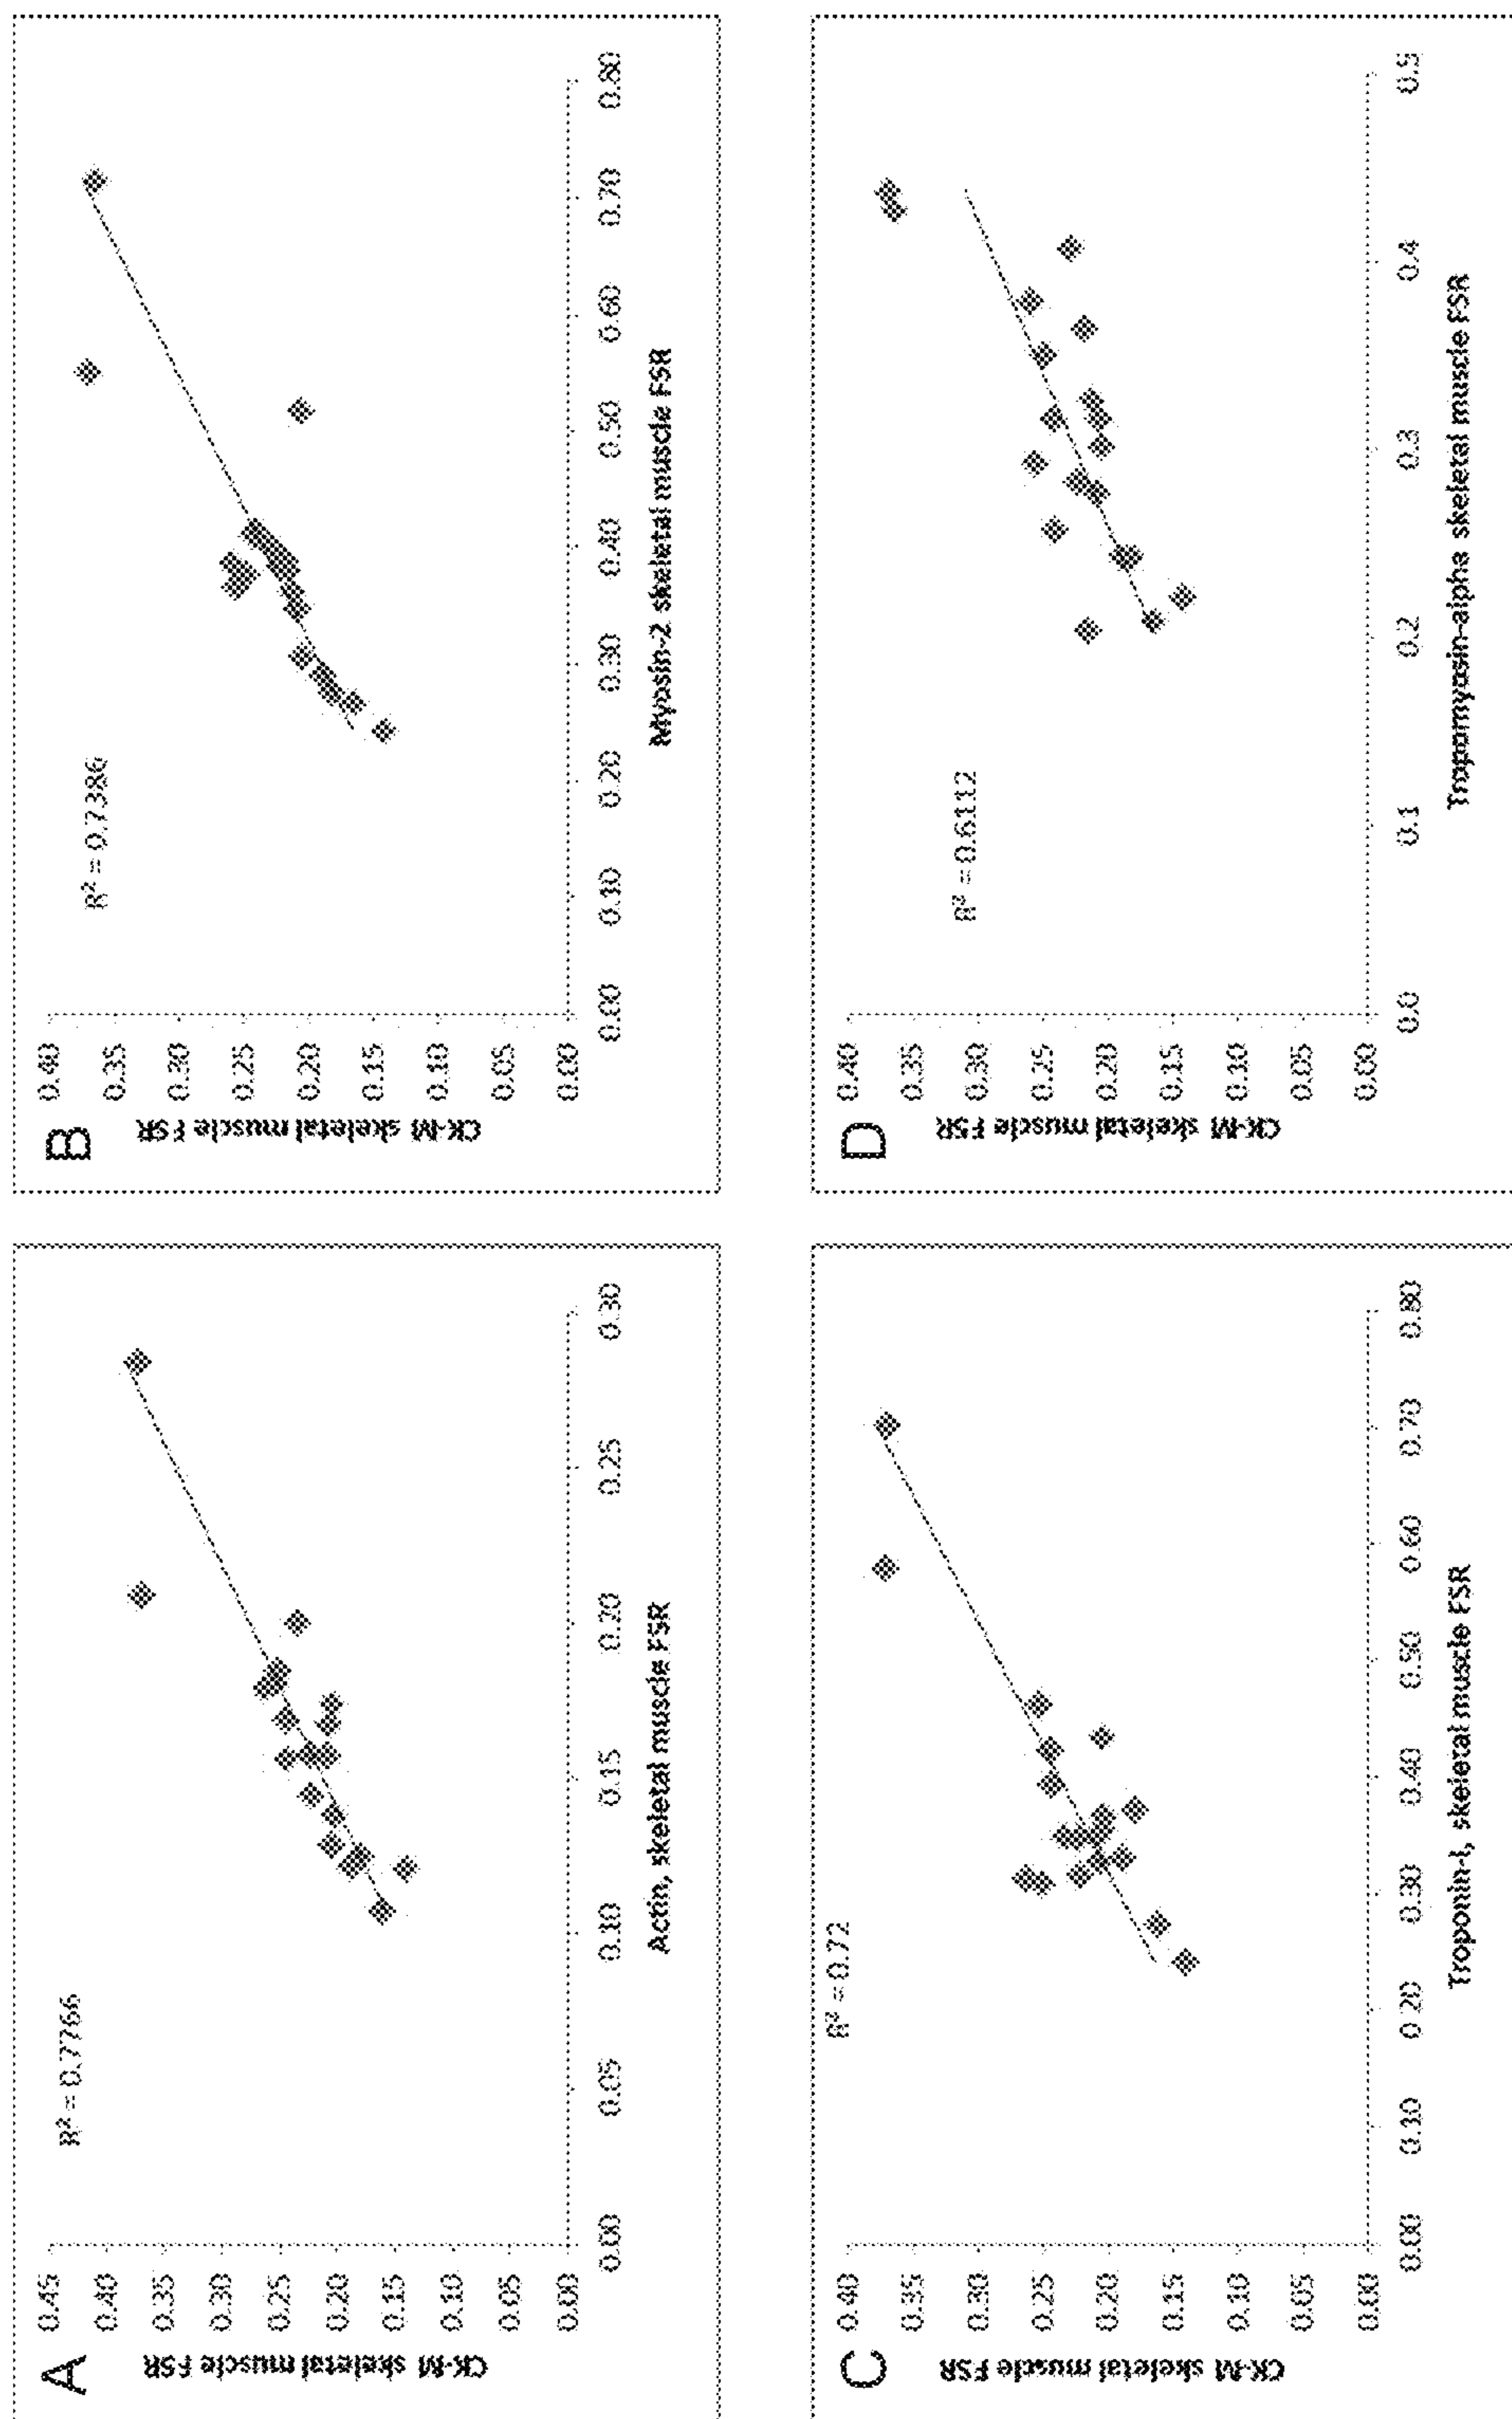 A
R² = 0.7766
CK-M skeletal muscle FSR
0.45
0.40
0.35
0.30
0.25
0.20
0.15
0.10
0.05
0.00
0.00 0.05 0.10 0.15 0.20 0.25 0.30
Actin, skeletal muscle FSR
B
R² = 0.7386
CK-M skeletal muscle FSR
0.40
0.35
0.30
0.25
0.20
0.15
0.10
0.05
0.00
0.00 0.10 0.20 0.30 0.40 0.50 0.60 0.70 0.80
Myosin-2 skeletal muscle FSR
C
R² = 0.72
CK-M skeletal muscle FSR
0.40
0.35
0.30
0.25
0.20
0.15
0.10
0.05
0.00
0.00 0.10 0.20 0.30 0.40 0.50 0.60 0.70 0.80
Troponin-I, skeletal muscle FSR
D
R² = 0.6112
CK-M skeletal muscle FSR
0.40
0.35
0.30
0.25
0.20
0.15
0.10
0.05
0.00
0.0 0.1 0.2 0.3 0.4 0.5
Tropomyosin-alpha skeletal muscle FSR